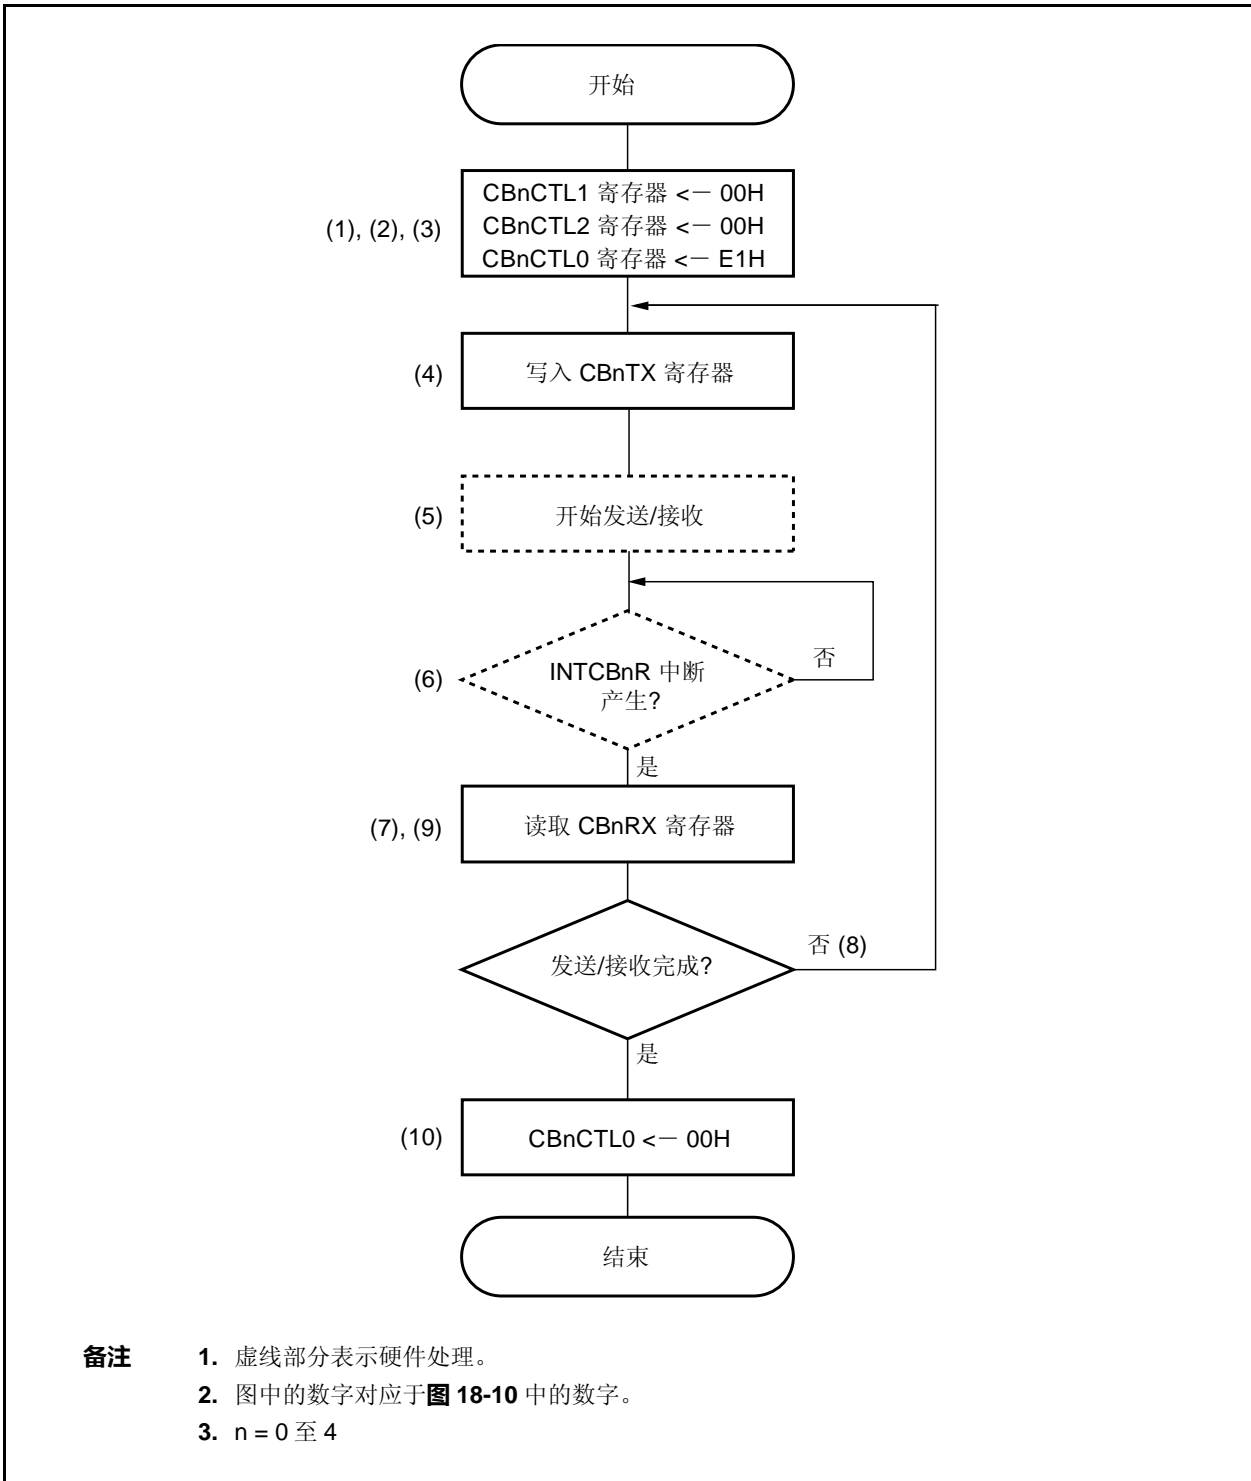 开始
CBnCTL1 寄存器 <－ 00H
CBnCTL2 寄存器 <－ 00H
(1), (2), (3)
CBnCTL0 寄存器 <－ E1H
(4)
写入 CBnTX 寄存器
(5)
开始发送/接收
否
(6)
INTCBnR 中断
产生?
是
(7), (9)
读取 CBnRX 寄存器
否 (8)
发送/接收完成?
是
(10)
CBnCTL0 <－ 00H
结束
备注 1. 虚线部分表示硬件处理。
2. 图中的数字对应于图 18-10 中的数字。
3. n = 0 至 4